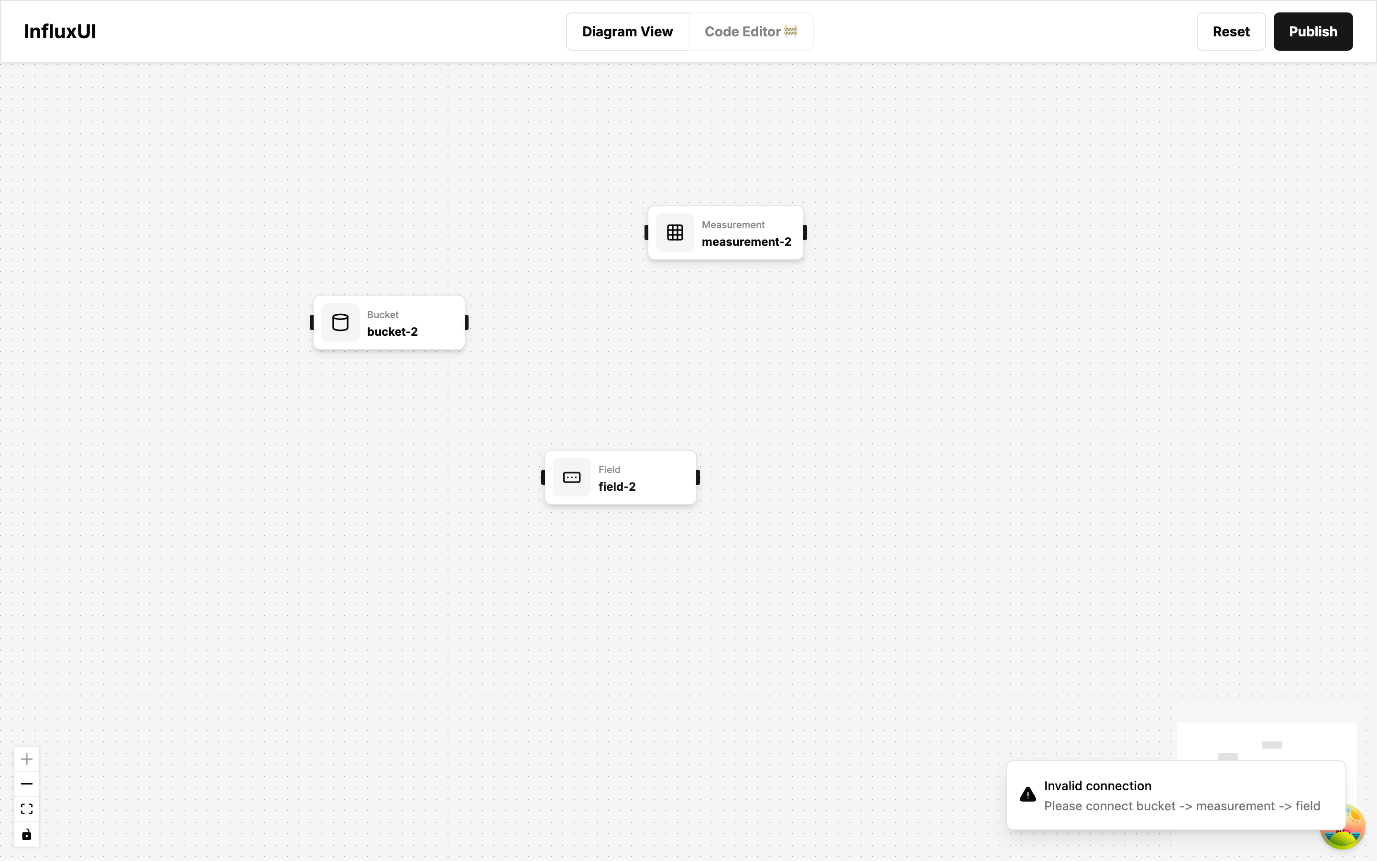 InfluxUI
Diagram View
Code Editor 🚧
Reset
Publish
Measurement
measurement-2
Bucket
bucket-2
Field
field-2
Invalid connection
Please connect bucket -> measurement -> field